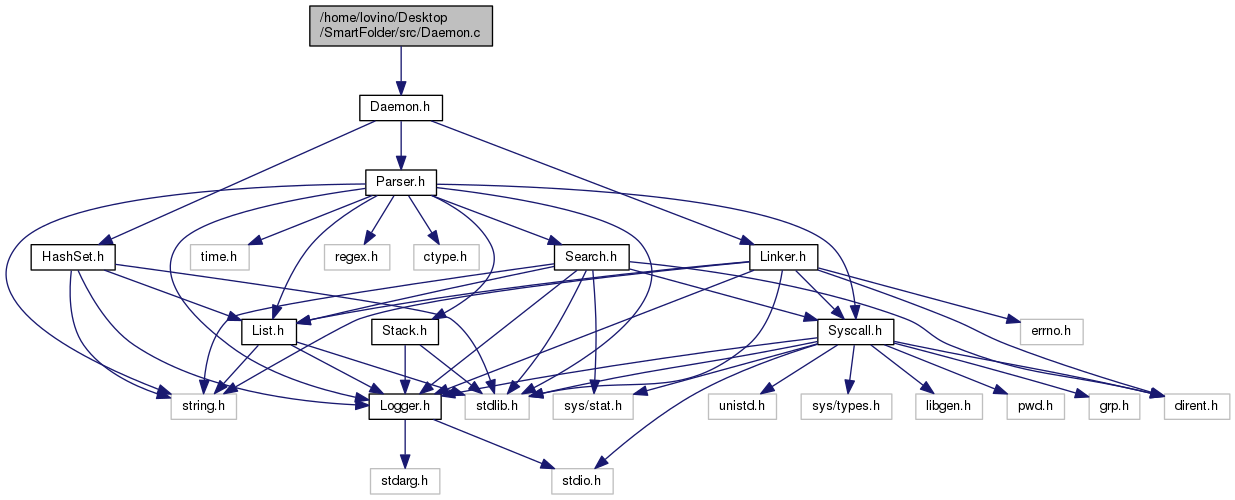 /home/lovino/Desktop
/SmartFolder/src/Daemon.c
Daemon.h
Parser.h
HashSet.h
time.h
regex.h
ctype.h
Search.h
Linker.h
List.h
Stack.h
Syscall.h
errno.h
string.h
Logger.h
stdlib.h
sys/stat.h
unistd.h
sys/types.h
libgen.h
pwd.h
grp.h
dirent.h
stdarg.h
stdio.h